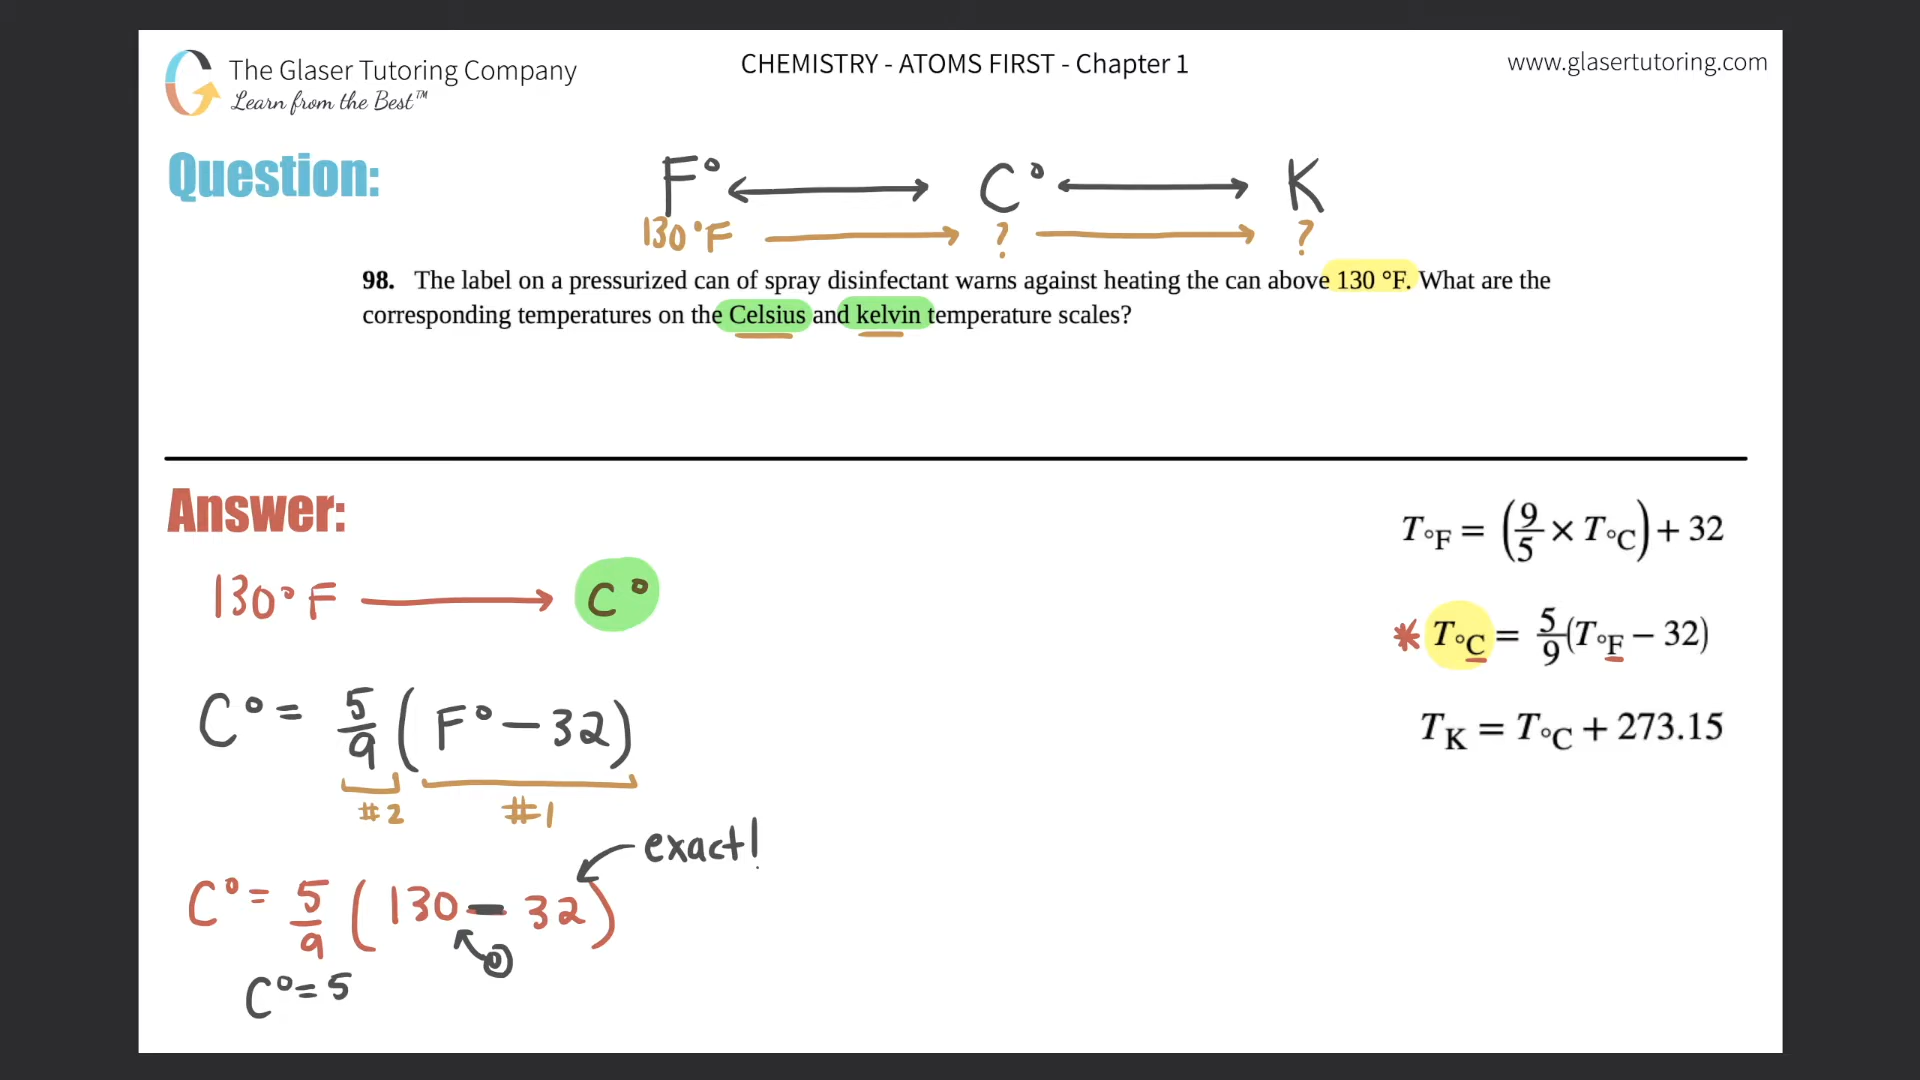 The Glaser Tutoring Company
Learn from the Best™
CHEMISTRY - ATOMS FIRST - Chapter 1
www.glasertutoring.com
Question:
F° ⟷ C° ⟷ K
130°F → ? → ?
98. The label on a pressurized can of spray disinfectant warns against heating the can above 130 °F. What are the
corresponding temperatures on the Celsius and kelvin temperature scales?
Answer:
130°F → C°
C° = 5/9 (F° − 32)
#2 #1
exact!
C° = 5/9 (130 − 32)
0
C° = 5
T°F = (9/5 × T°C) + 32
* T°C = 5/9(T°F − 32)
TK = T°C + 273.15